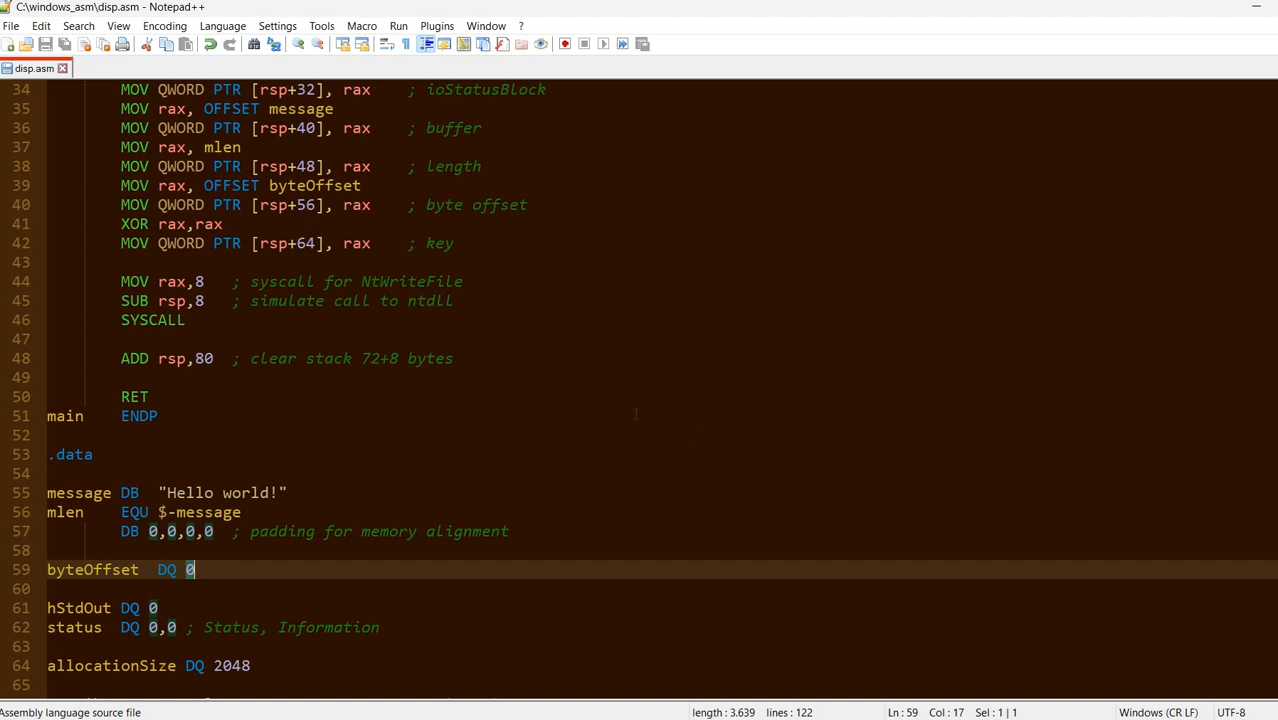 C:\windows_asm\disp.asm - Notepad++
File Edit Search View Encoding Language Settings Tools Macro Run Plugins Window ?
disp.asm
34 MOV QWORD PTR [rsp+32], rax ; ioStatusBlock
35 MOV rax, OFFSET message
36 MOV QWORD PTR [rsp+40], rax ; buffer
37 MOV rax, mlen
38 MOV QWORD PTR [rsp+48], rax ; length
39 MOV rax, OFFSET byteOffset
40 MOV QWORD PTR [rsp+56], rax ; byte offset
41 XOR rax,rax
42 MOV QWORD PTR [rsp+64], rax ; key
43
44 MOV rax,8 ; syscall for NtWriteFile
45 SUB rsp,8 ; simulate call to ntdll
46 SYSCALL
47
48 ADD rsp,80 ; clear stack 72+8 bytes
49
50 RET
51 main ENDP
52
53 .data
54
55 message DB "Hello world!"
56 mlen EQU $-message
57 DB 0,0,0,0 ; padding for memory alignment
58
59 byteOffset DQ 0
60
61 hStdOut DQ 0
62 status DQ 0,0 ; Status, Information
63
64 allocationSize DQ 2048
65
Assembly language source file length : 3.639 lines : 122 Ln : 59 Col : 17 Sel : 1 | 1 Windows (CR LF) UTF-8